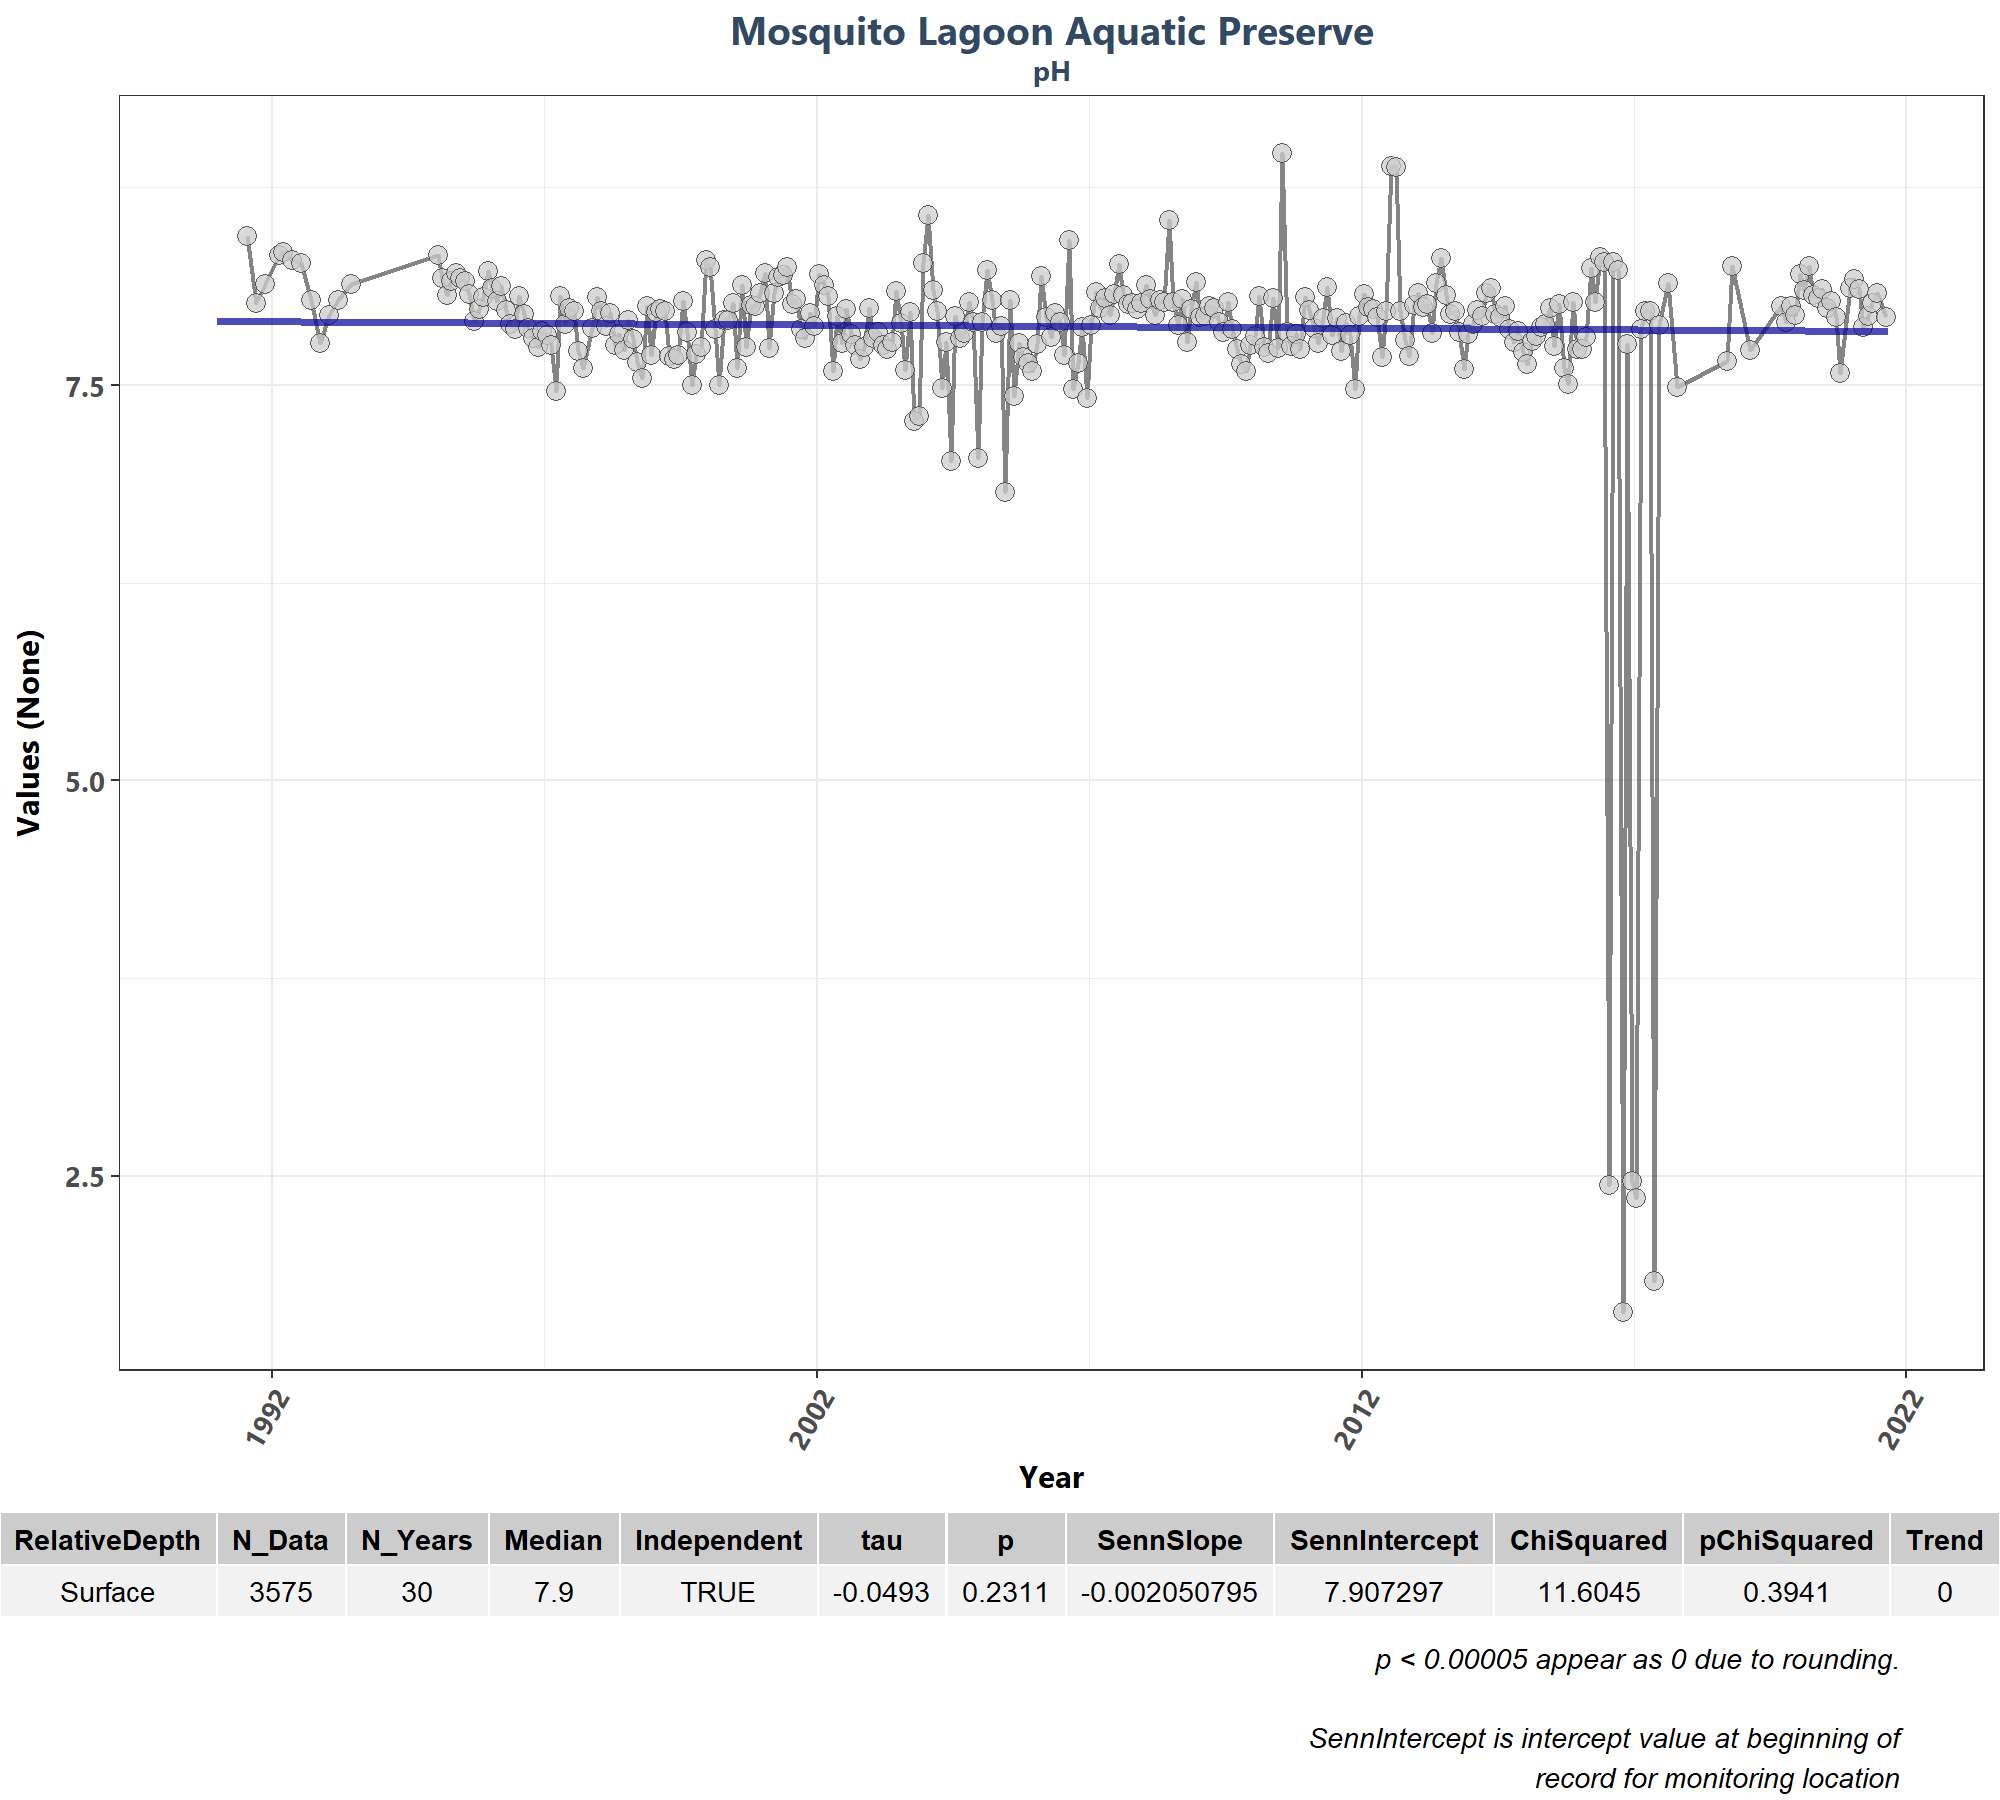 Mosquito Lagoon Aquatic Preserve
pH
Values (None)
7.5
5.0
2.5
1992
2002
2012
2022
Year
RelativeDepth N_Data N_Years Median Independent tau p SennSlope SennIntercept ChiSquared pChiSquared Trend
Surface 3575 30 7.9 TRUE -0.0493 0.2311 -0.002050795 7.907297 11.6045 0.3941 0
p < 0.00005 appear as 0 due to rounding.
SennIntercept is intercept value at beginning of
record for monitoring location